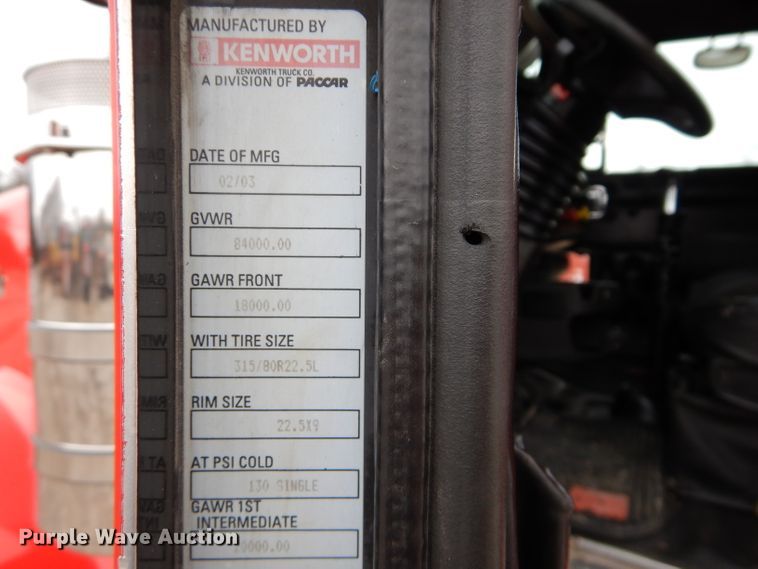 MANUFACTURED BY
KENWORTH
KENWORTH TRUCK CO.
A DIVISION OF PACCAR
DATE OF MFG
02/03
GVWR
84000.00
GAWR FRONT
18000.00
WITH TIRE SIZE
315/80R22.5L
RIM SIZE
22.5X9
AT PSI COLD
130 SINGLE
GAWR 1ST
INTERMEDIATE
20000.00
Purple Wave Auction